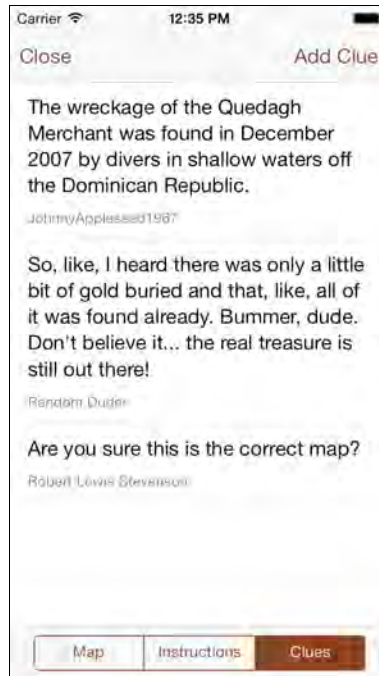 Carrier 12:35 PM
Close Add Clue
The wreckage of the Quedagh
Merchant was found in December
2007 by divers in shallow waters off
the Dominican Republic.
JohnnyAppleseed1967
So, like, I heard there was only a little
bit of gold buried and that, like, all of
it was found already. Bummer, dude.
Don't believe it... the real treasure is
still out there!
Random Duder
Are you sure this is the correct map?
Robert Lewis Stevenson
Map Instructions Clues